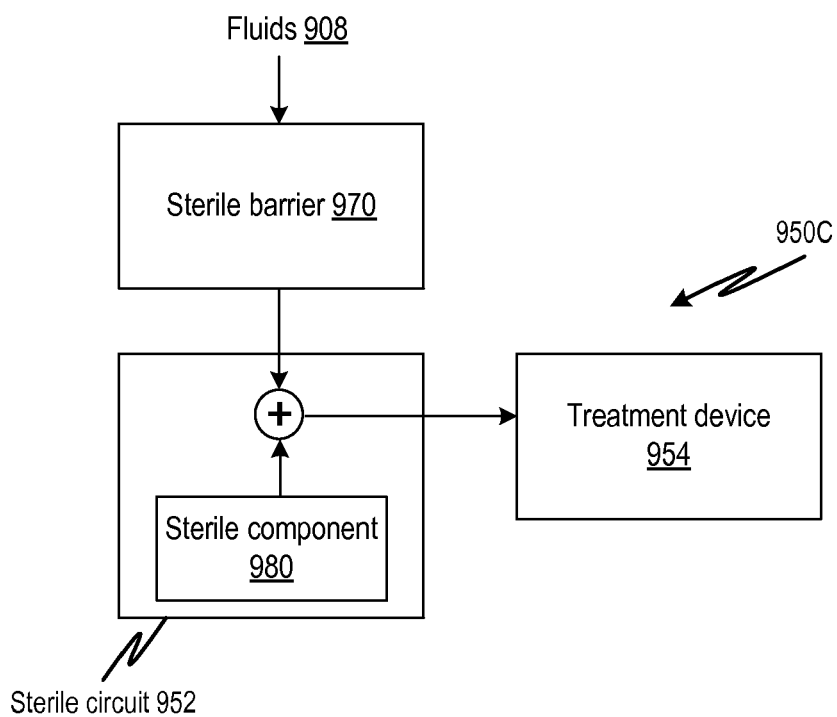 Fluids 908
Sterile barrier 970
950C
+
Treatment device
954
Sterile component
980
Sterile circuit 952